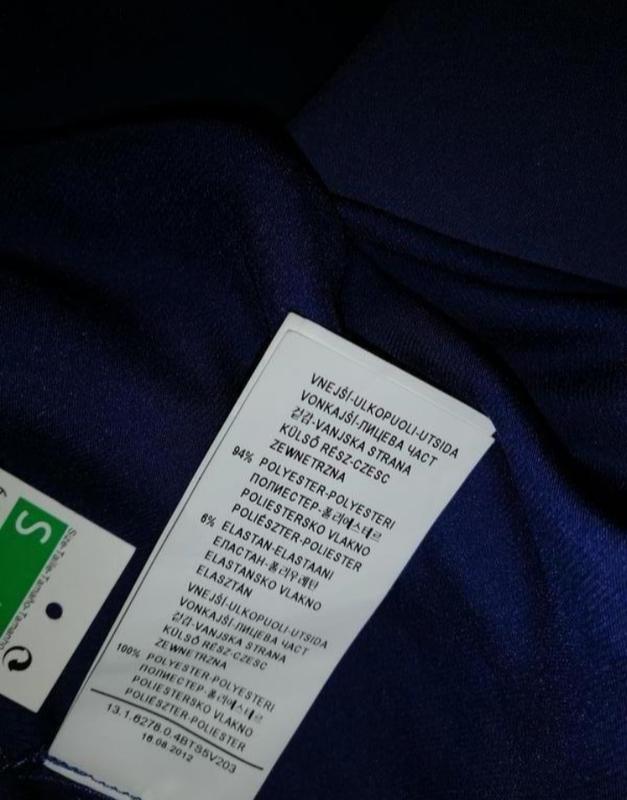 VNEJŠÍ-ULKOPUOLI-UTSIDA
VONKAJŠÍ-ЛИЦЕВА ЧАСТ
겉감-VANJSKA STRANA
KÜLSŐ RÉSZ-CZESC
ZEWNETRZNA
94% POLYESTER-POLYESTERI
ПОЛИЕСТЕР-폴리에스테르
POLIESTERSKO VLAKNO
POLIÉSZTER-POLIESTER
6% ELASTAN-ELASTAANI
ЕЛАСТАН-폴리우레탄
ELASTANSKO VLAKNO
ELASZTÁN
VNEJŠÍ-ULKOPUOLI-UTSIDA
VONKAJŠÍ-ЛИЦЕВА ЧАСТ
겉감-VANJSKA STRANA
KÜLSŐ RÉSZ-CZESC
ZEWNETRZNA
100% POLYESTER-POLYESTERI
ПОЛИЕСТЕР-폴리에스테르
POLIESTERSKO VLAKNO
POLIÉSZTER-POLIESTER
13.1.6278.0.4BTS5V203
16.08.2012
Size-Taille-Tamaño-Tamanho
S